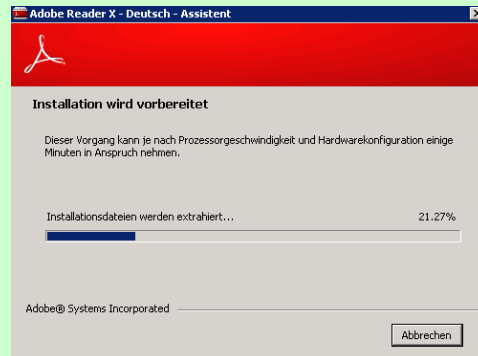 Adobe Reader X - Deutsch - Assistent
Installation wird vorbereitet
Dieser Vorgang kann je nach Prozessorgeschwindigkeit und Hardwarekonfiguration einige
Minuten in Anspruch nehmen.
Installationsdateien werden extrahiert... 21.27%
Adobe® Systems Incorporated
Abbrechen